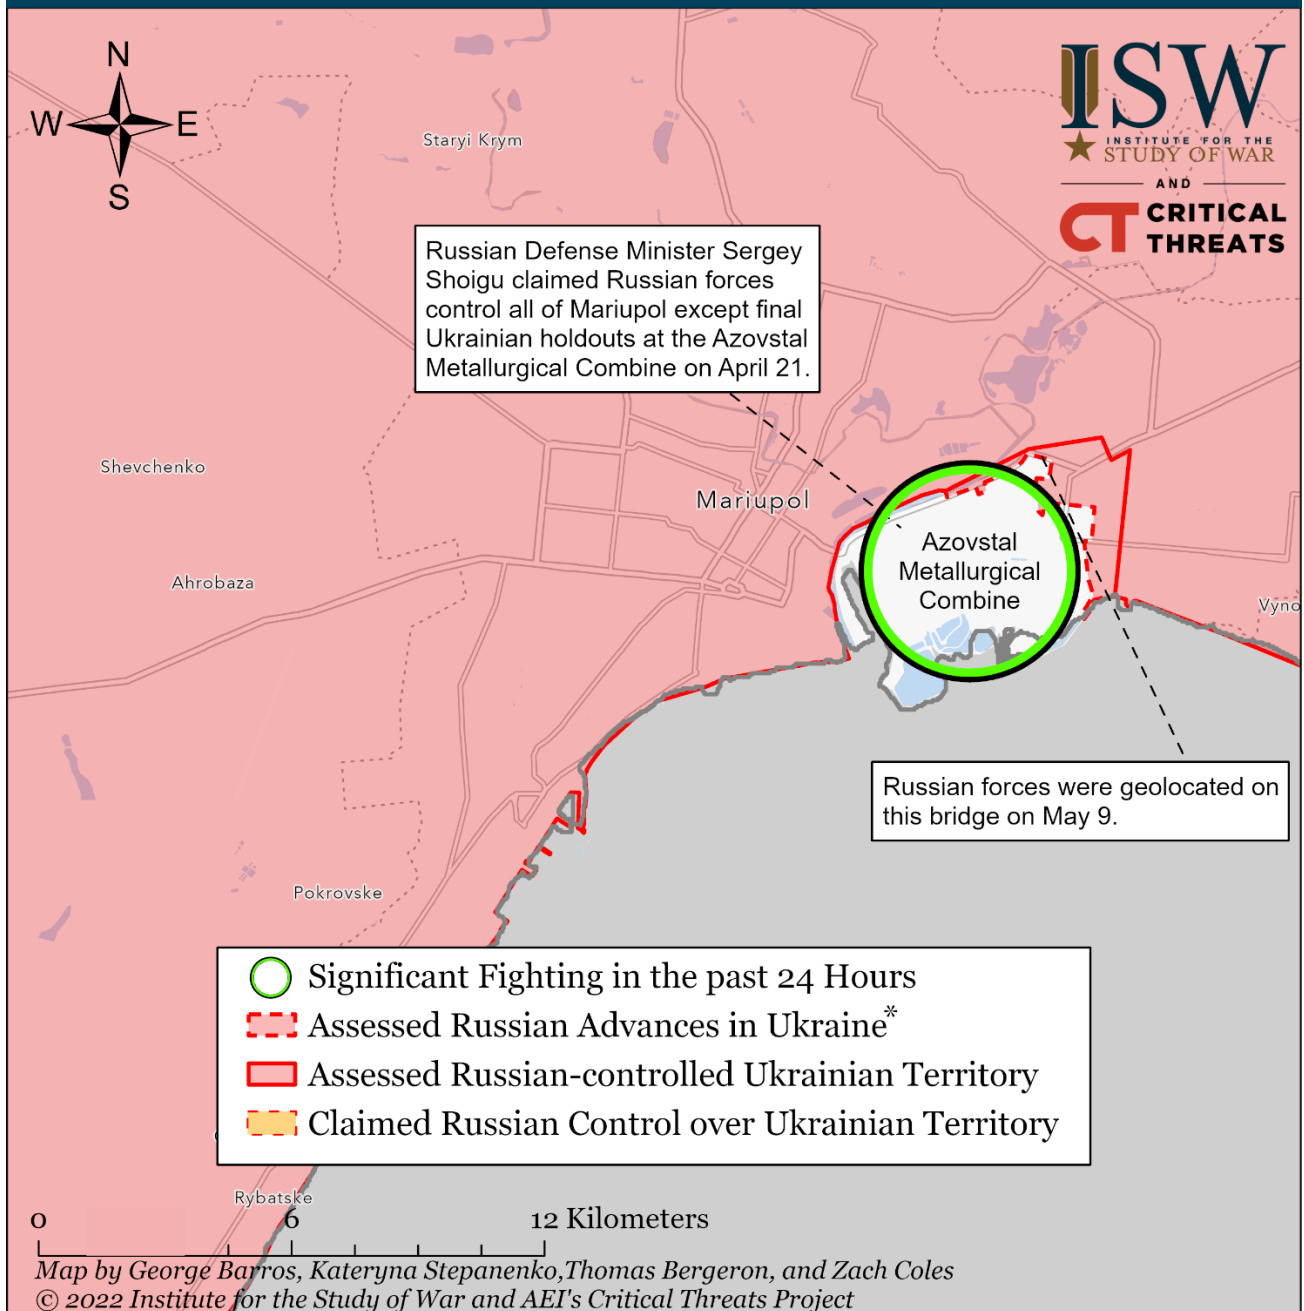 N
W E
S
ISW
INSTITUTE FOR THE
STUDY OF WAR
AND
CT CRITICAL
THREATS
Staryi Krym
Russian Defense Minister Sergey
Shoigu claimed Russian forces
control all of Mariupol except final
Ukrainian holdouts at the Azovstal
Metallurgical Combine on April 21.
Shevchenko
Mariupol
Azovstal
Metallurgical
Combine
Ahrobaza
Vyno
Russian forces were geolocated on
this bridge on May 9.
Pokrovske
Significant Fighting in the past 24 Hours
Assessed Russian Advances in Ukraine*
Assessed Russian-controlled Ukrainian Territory
Claimed Russian Control over Ukrainian Territory
Rybatske
0 6 12 Kilometers
Map by George Barros, Kateryna Stepanenko,Thomas Bergeron, and Zach Coles
© 2022 Institute for the Study of War and AEI's Critical Threats Project